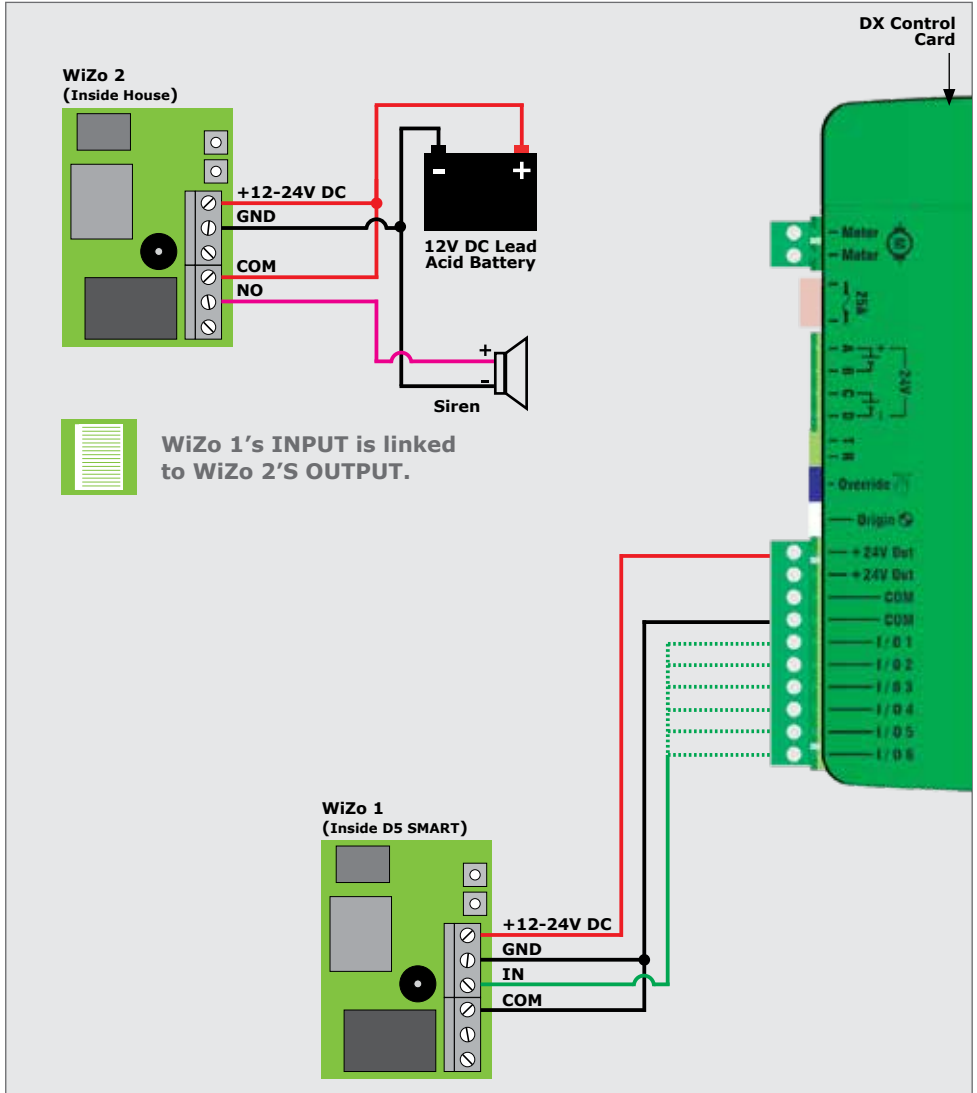 DX Control
Card
WiZo 2
(Inside House)
+12-24V DC
GND
COM
NO
-
+
12V DC Lead
Acid Battery
+
-
Siren
WiZo 1's INPUT is linked
to WiZo 2'S OUTPUT.
Motor
Motor
M
25A
A
B
C
D
+
-
24V
T
R
Override
Origin
+24V Out
+24V Out
COM
COM
I/O 1
I/O 2
I/O 3
I/O 4
I/O 5
I/O 6
WiZo 1
(Inside D5 SMART)
+12-24V DC
GND
IN
COM